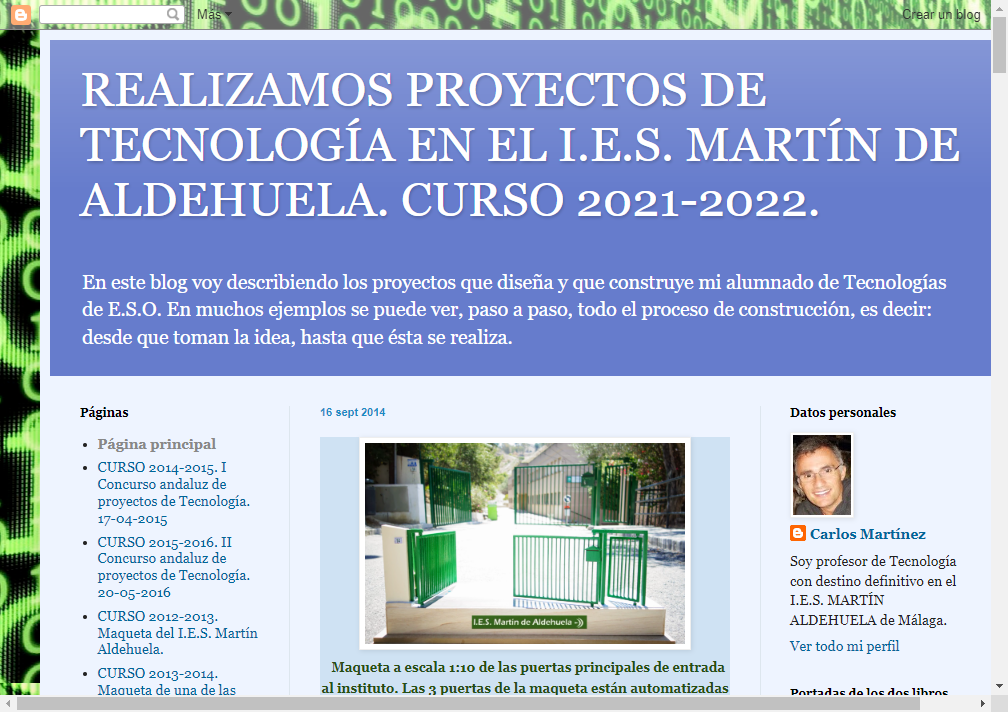 Más
Crear un blog
REALIZAMOS PROYECTOS DE
TECNOLOGÍA EN EL I.E.S. MARTÍN DE
ALDEHUELA. CURSO 2021-2022.
En este blog voy describiendo los proyectos que diseña y que construye mi alumnado de Tecnologías
de E.S.O. En muchos ejemplos se puede ver, paso a paso, todo el proceso de construcción, es decir:
desde que toman la idea, hasta que ésta se realiza.
Páginas
Página principal
CURSO 2014-2015. I
Concurso andaluz de
proyectos de Tecnología.
17-04-2015
CURSO 2015-2016. II
Concurso andaluz de
proyectos de Tecnología.
20-05-2016
CURSO 2012-2013.
Maqueta del I.E.S. Martín
Aldehuela.
CURSO 2013-2014.
Maqueta de una de las
16 sept 2014
I.E.S. Martín de Aldehuela
Maqueta a escala 1:10 de las puertas principales de entrada
al instituto. Las 3 puertas de la maqueta están automatizadas
Datos personales
Carlos Martínez
Soy profesor de Tecnología
con destino definitivo en el
I.E.S. MARTÍN
ALDEHUELA de Málaga.
Ver todo mi perfil
Portadas de los dos libros